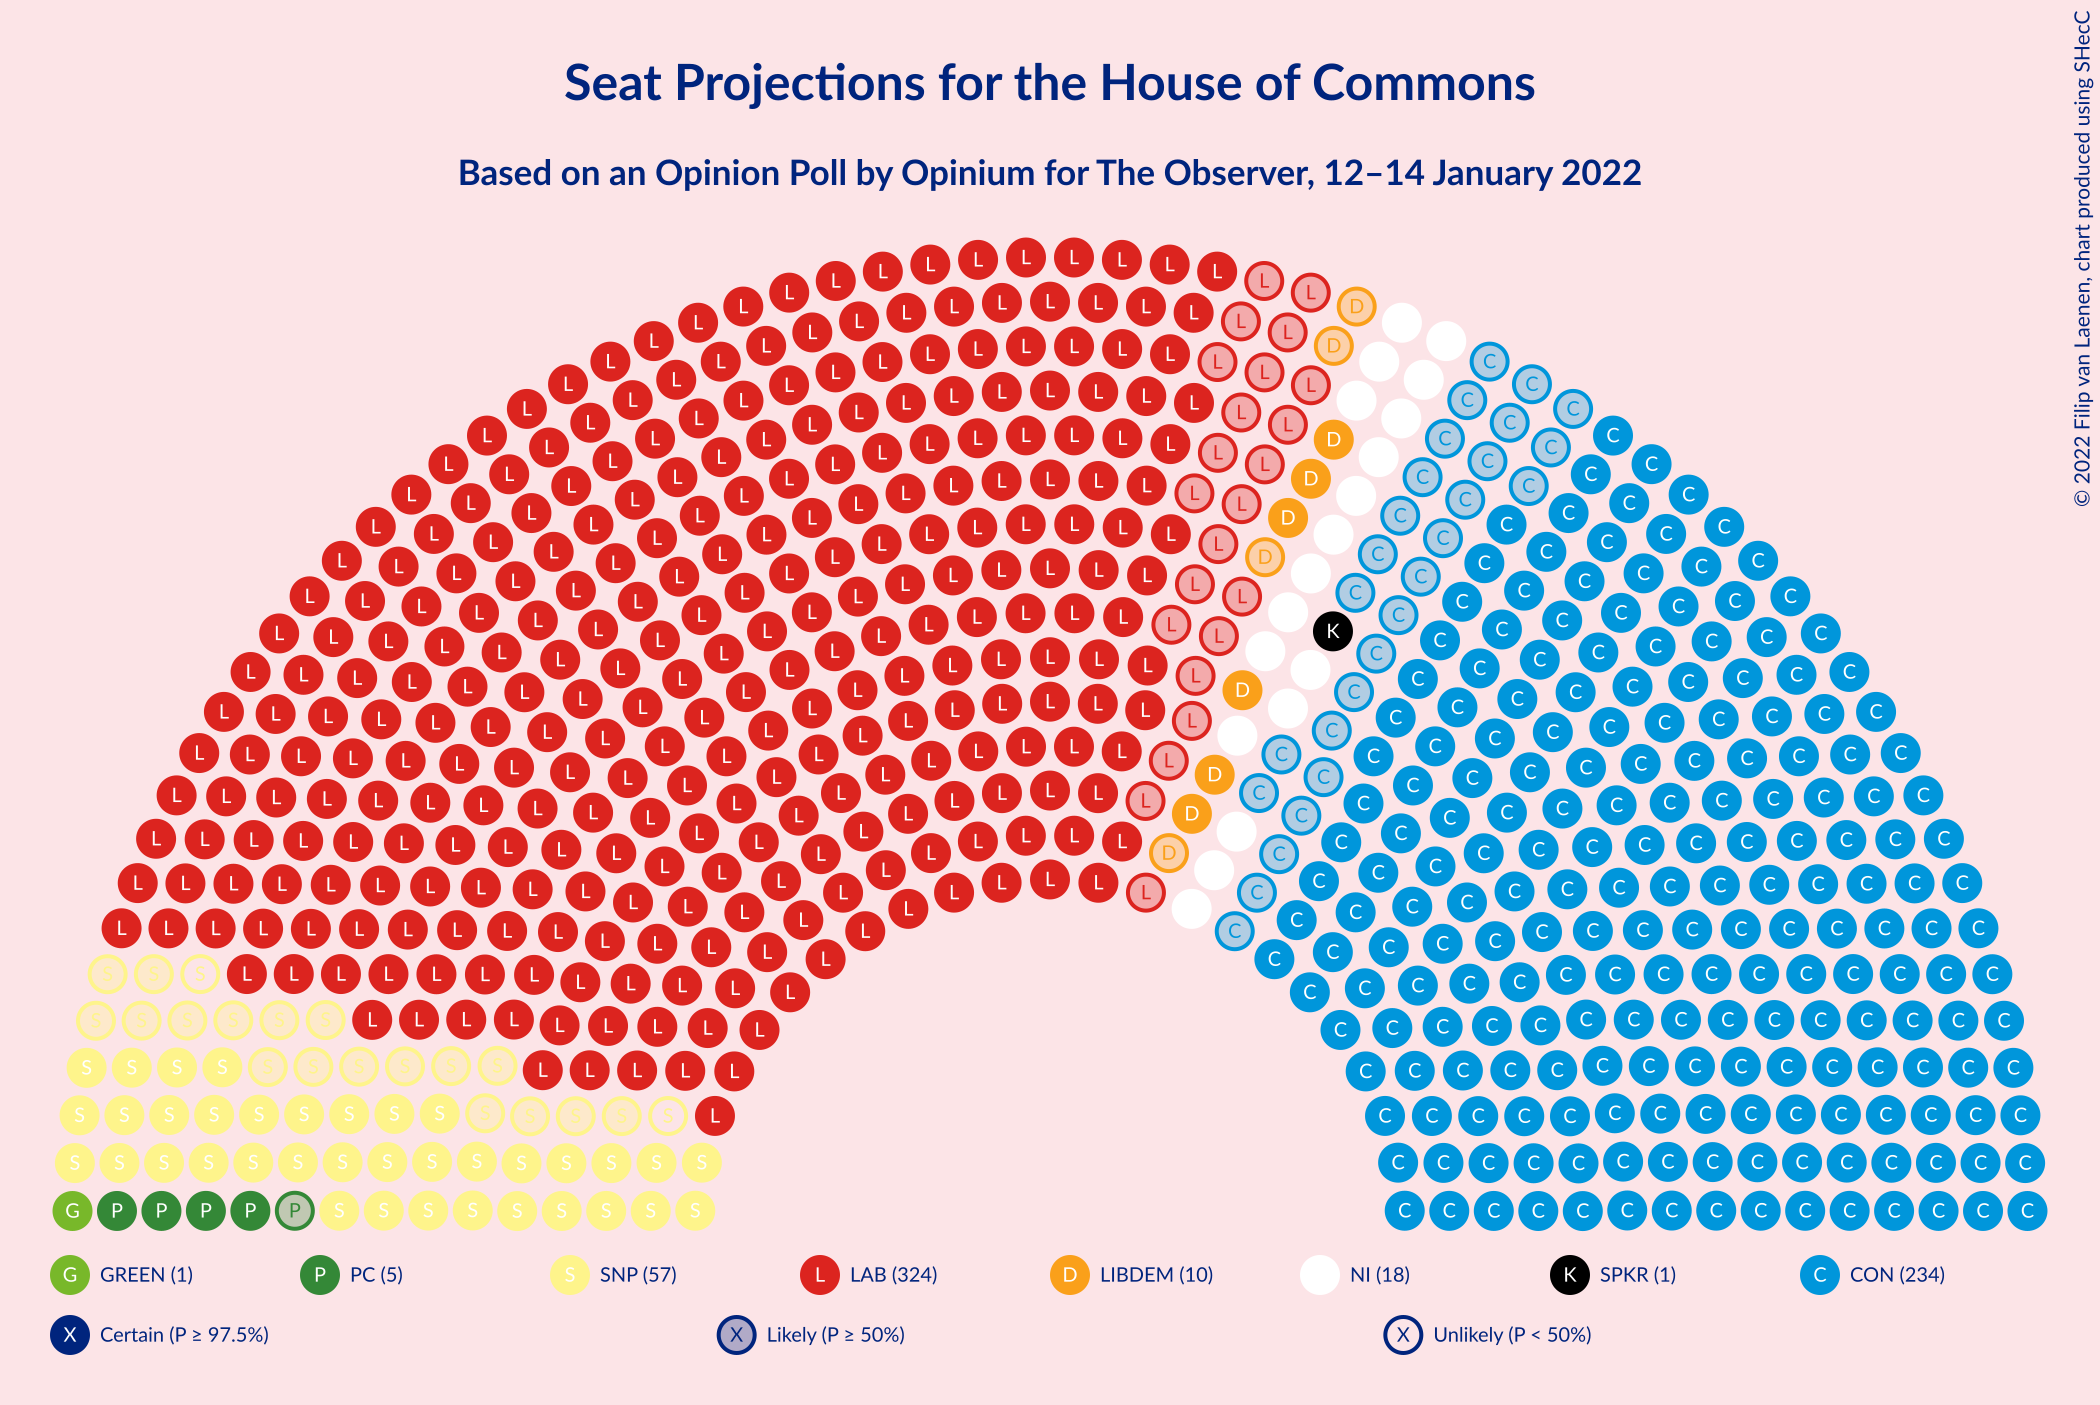 Seat Projections for the House of Commons
Based on an Opinion Poll by Opinium for The Observer, 12–14 January 2022
© 2022 Filip van Laenen, chart produced using SHecC
G GREEN (1) P PC (5) S SNP (57) L LAB (324) D LIBDEM (10) NI (18) K SPKR (1) C CON (234)
X Certain (P ≥ 97.5%) X Likely (P ≥ 50%) X Unlikely (P < 50%)